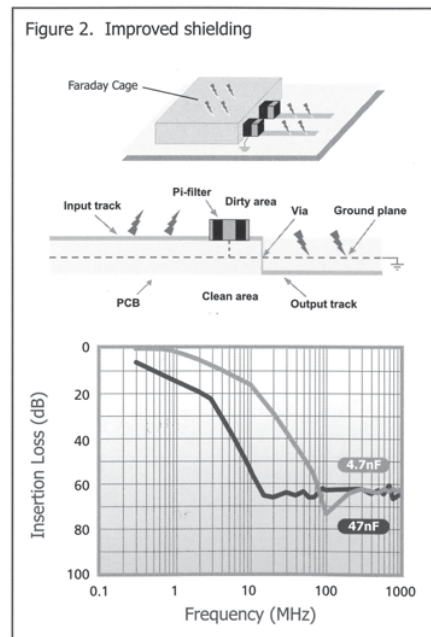 Figure 2. Improved shielding
Faraday Cage
Pi-filter
Dirty area
Input track
Via
Ground plane
PCB
Clean area
Output track
0
20
40
60
80
100
Insertion Loss (dB)
4.7nF
47nF
0.1
1
10
100
1000
Frequency (MHz)